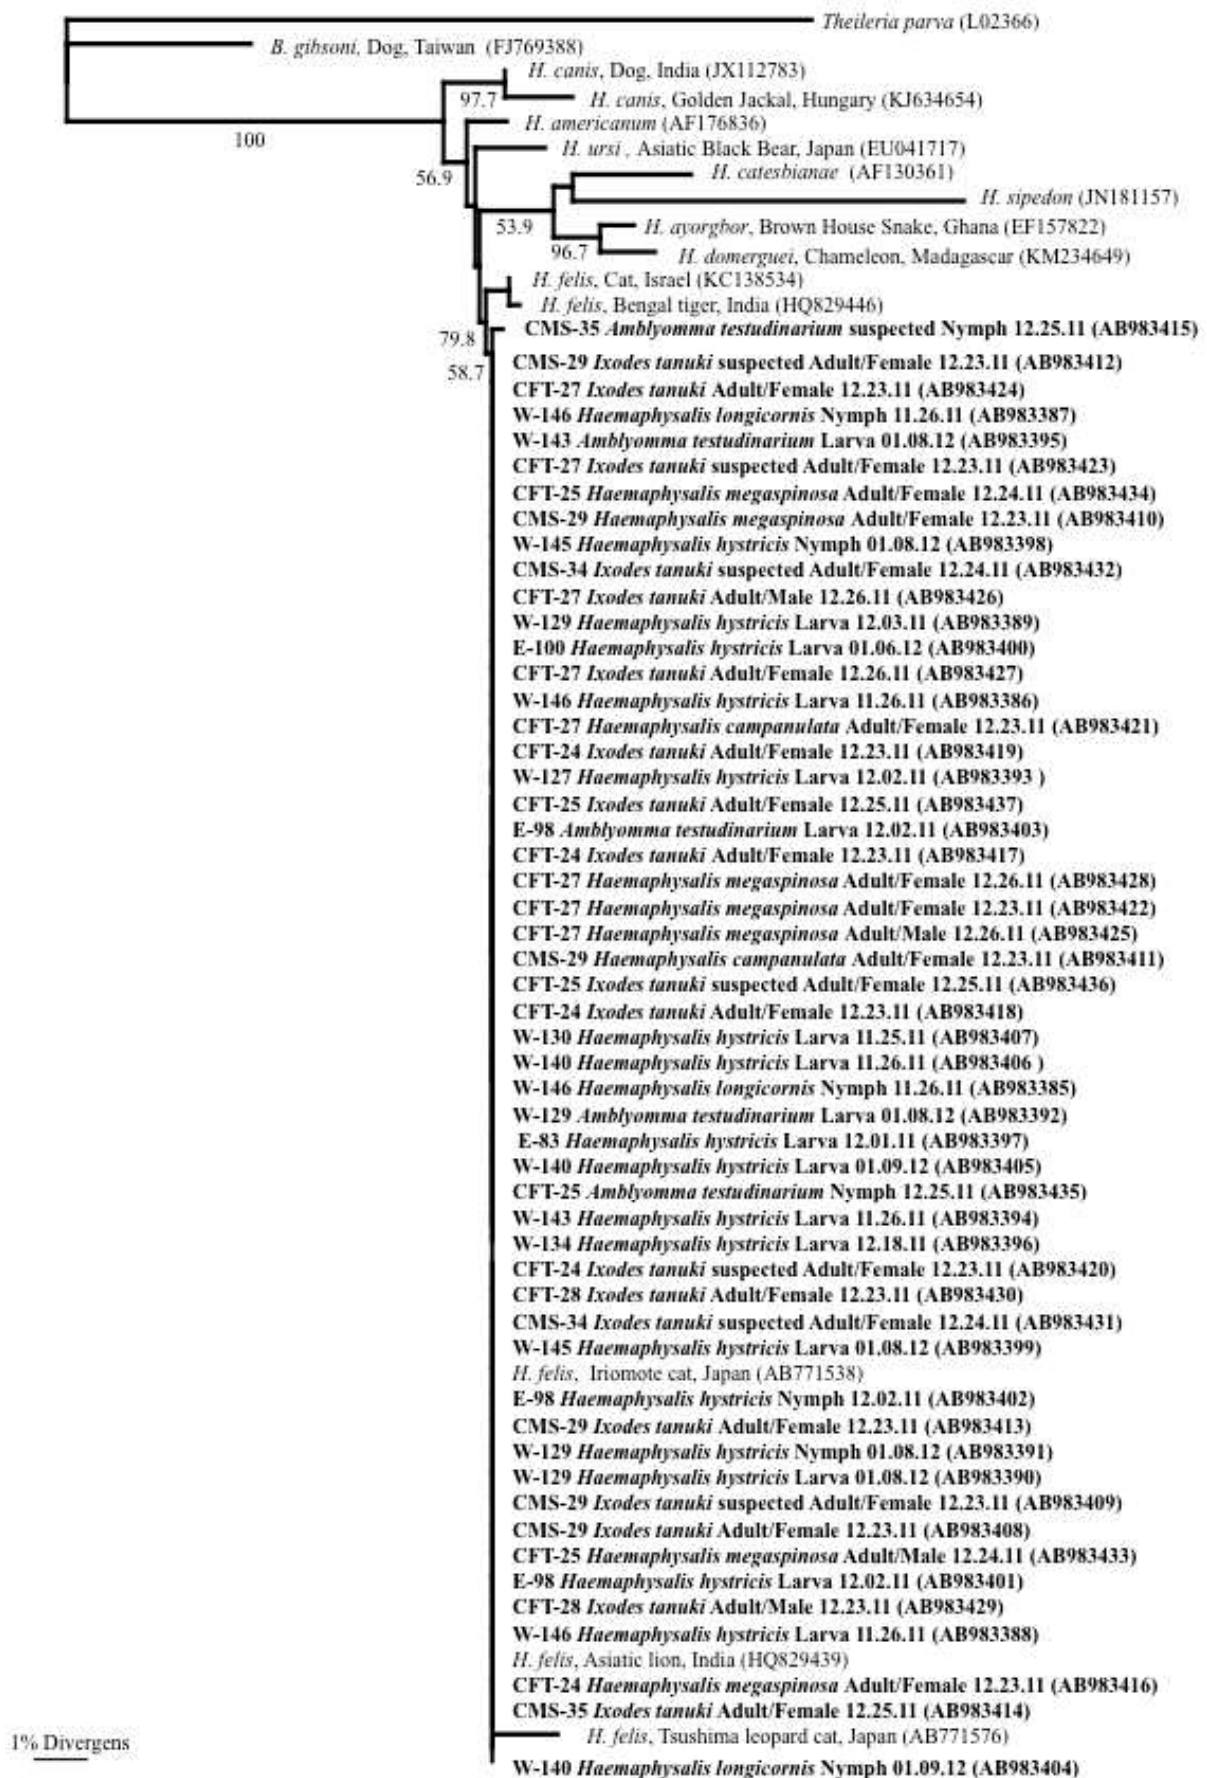 Theileria parva (L02366)
B. gibsoni, Dog, Taiwan (FJ769388)
H. canis, Dog, India (JX112783)
97.7
H. canis, Golden Jackal, Hungary (KJ634654)
H. americanum (AF176836)
100
H. ursi , Asiatic Black Bear, Japan (EU041717)
56.9
H. catesbianae (AF130361)
H. sipedon (JN181157)
53.9
H. ayorgbor, Brown House Snake, Ghana (EF157822)
96.7
H. domerguei, Chameleon, Madagascar (KM234649)
H. felis, Cat, Israel (KC138534)
H. felis, Bengal tiger, India (HQ829446)
CMS-35 Amblyomma testudinarium suspected Nymph 12.25.11 (AB983415)
79.8
CMS-29 Ixodes tanuki suspected Adult/Female 12.23.11 (AB983412)
58.7
CFT-27 Ixodes tanuki Adult/Female 12.23.11 (AB983424)
W-146 Haemaphysalis longicornis Nymph 11.26.11 (AB983387)
W-143 Amblyomma testudinarium Larva 01.08.12 (AB983395)
CFT-27 Ixodes tanuki suspected Adult/Female 12.23.11 (AB983423)
CFT-25 Haemaphysalis megaspinosa Adult/Female 12.24.11 (AB983434)
CMS-29 Haemaphysalis megaspinosa Adult/Female 12.23.11 (AB983410)
W-145 Haemaphysalis hystricis Nymph 01.08.12 (AB983398)
CMS-34 Ixodes tanuki suspected Adult/Female 12.24.11 (AB983432)
CFT-27 Ixodes tanuki Adult/Male 12.26.11 (AB983426)
W-129 Haemaphysalis hystricis Larva 12.03.11 (AB983389)
E-100 Haemaphysalis hystricis Larva 01.06.12 (AB983400)
CFT-27 Ixodes tanuki Adult/Female 12.26.11 (AB983427)
W-146 Haemaphysalis hystricis Larva 11.26.11 (AB983386)
CFT-27 Haemaphysalis campanulata Adult/Female 12.23.11 (AB983421)
CFT-24 Ixodes tanuki Adult/Female 12.23.11 (AB983419)
W-127 Haemaphysalis hystricis Larva 12.02.11 (AB983393 )
CFT-25 Ixodes tanuki Adult/Female 12.25.11 (AB983437)
E-98 Amblyomma testudinarium Larva 12.02.11 (AB983403)
CFT-24 Ixodes tanuki Adult/Female 12.23.11 (AB983417)
CFT-27 Haemaphysalis megaspinosa Adult/Female 12.26.11 (AB983428)
CFT-27 Haemaphysalis megaspinosa Adult/Female 12.23.11 (AB983422)
CFT-27 Haemaphysalis megaspinosa Adult/Male 12.26.11 (AB983425)
CMS-29 Haemaphysalis campanulata Adult/Female 12.23.11 (AB983411)
CFT-25 Ixodes tanuki suspected Adult/Female 12.25.11 (AB983436)
CFT-24 Ixodes tanuki Adult/Female 12.23.11 (AB983418)
W-130 Haemaphysalis hystricis Larva 11.25.11 (AB983407)
W-140 Haemaphysalis hystricis Larva 11.26.11 (AB983406 )
W-146 Haemaphysalis longicornis Nymph 11.26.11 (AB983385)
W-129 Amblyomma testudinarium Larva 01.08.12 (AB983392)
E-83 Haemaphysalis hystricis Larva 12.01.11 (AB983397)
W-140 Haemaphysalis hystricis Larva 01.09.12 (AB983405)
CFT-25 Amblyomma testudinarium Nymph 12.25.11 (AB983435)
W-143 Haemaphysalis hystricis Larva 11.26.11 (AB983394)
W-134 Haemaphysalis hystricis Larva 12.18.11 (AB983396)
CFT-24 Ixodes tanuki suspected Adult/Female 12.23.11 (AB983420)
CFT-28 Ixodes tanuki Adult/Female 12.23.11 (AB983430)
CMS-34 Ixodes tanuki suspected Adult/Female 12.24.11 (AB983431)
W-145 Haemaphysalis hystricis Larva 01.08.12 (AB983399)
H. felis, Iriomote cat, Japan (AB771538)
E-98 Haemaphysalis hystricis Nymph 12.02.11 (AB983402)
CMS-29 Ixodes tanuki Adult/Female 12.23.11 (AB983413)
W-129 Haemaphysalis hystricis Nymph 01.08.12 (AB983391)
W-129 Haemaphysalis hystricis Larva 01.08.12 (AB983390)
CMS-29 Ixodes tanuki suspected Adult/Female 12.23.11 (AB983409)
CMS-29 Ixodes tanuki Adult/Female 12.23.11 (AB983408)
CFT-25 Haemaphysalis megaspinosa Adult/Male 12.24.11 (AB983433)
E-98 Haemaphysalis hystricis Larva 12.02.11 (AB983401)
CFT-28 Ixodes tanuki Adult/Male 12.23.11 (AB983429)
W-146 Haemaphysalis hystricis Larva 11.26.11 (AB983388)
H. felis, Asiatic lion, India (HQ829439)
CFT-24 Haemaphysalis megaspinosa Adult/Female 12.23.11 (AB983416)
CMS-35 Ixodes tanuki Adult/Female 12.25.11 (AB983414)
H. felis, Tsushima leopard cat, Japan (AB771576)
1% Divergens
W-140 Haemaphysalis longicornis Nymph 01.09.12 (AB983404)